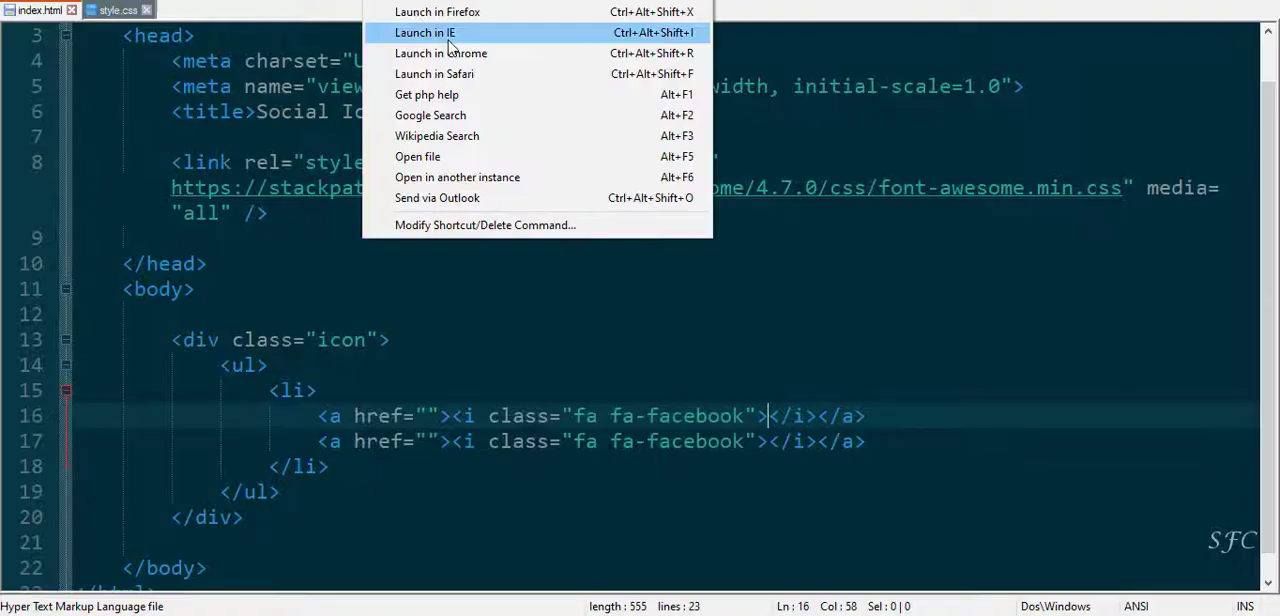 index.html style.css
Launch in Firefox Ctrl+Alt+Shift+X
Launch in IE Ctrl+Alt+Shift+I
Launch in Chrome Ctrl+Alt+Shift+R
Launch in Safari Ctrl+Alt+Shift+F
Get php help Alt+F1
Google Search Alt+F2
Wikipedia Search Alt+F3
Open file Alt+F5
Open in another instance Alt+F6
Send via Outlook Ctrl+Alt+Shift+O
Modify Shortcut/Delete Command...
3 <head>
4 <meta charset="
5 <meta name="view width, initial-scale=1.0">
6 <title>Social
7
8 <link rel="style "
https://stackpat ome/4.7.0/css/font-awesome.min.css" media=
"all" />
9
10 </head>
11 <body>
12
13 <div class="icon">
14 <ul>
15 <li>
16 <a href=""><i class="fa fa-facebook"></i></a>
17 <a href=""><i class="fa fa-facebook"></i></a>
18 </li>
19 </ul>
20 </div>
21
22 </body>
SFC
Hyper Text Markup Language file length : 555 lines : 23 Ln : 16 Col : 58 Sel : 0 | 0 Dos\Windows ANSI INS